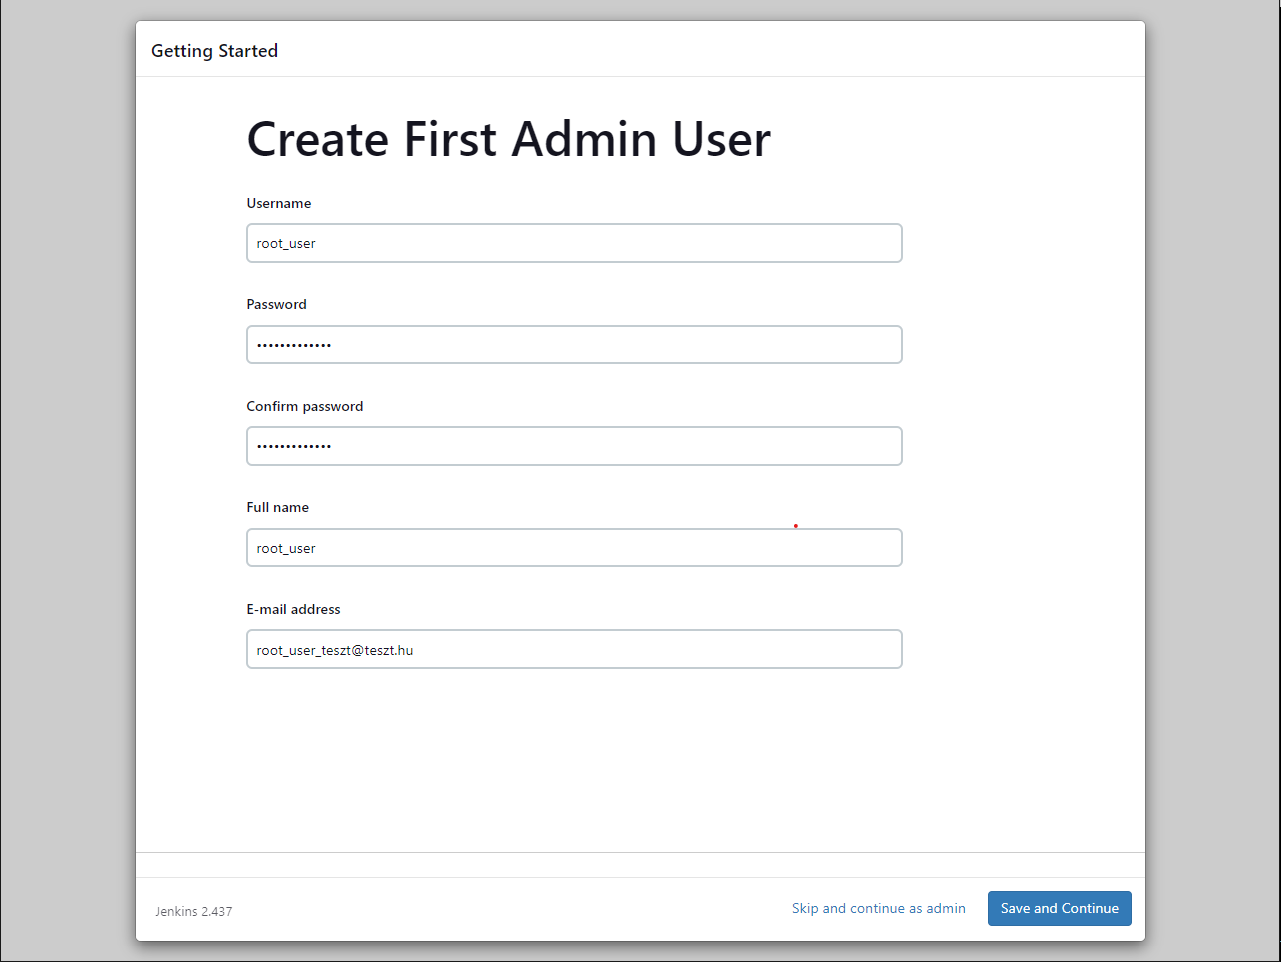 Getting Started
Create First Admin User
Username
root_user
Password
•••••••••••••
Confirm password
•••••••••••••
Full name
root_user
E-mail address
root_user_teszt@teszt.hu
Jenkins 2.437
Skip and continue as admin
Save and Continue